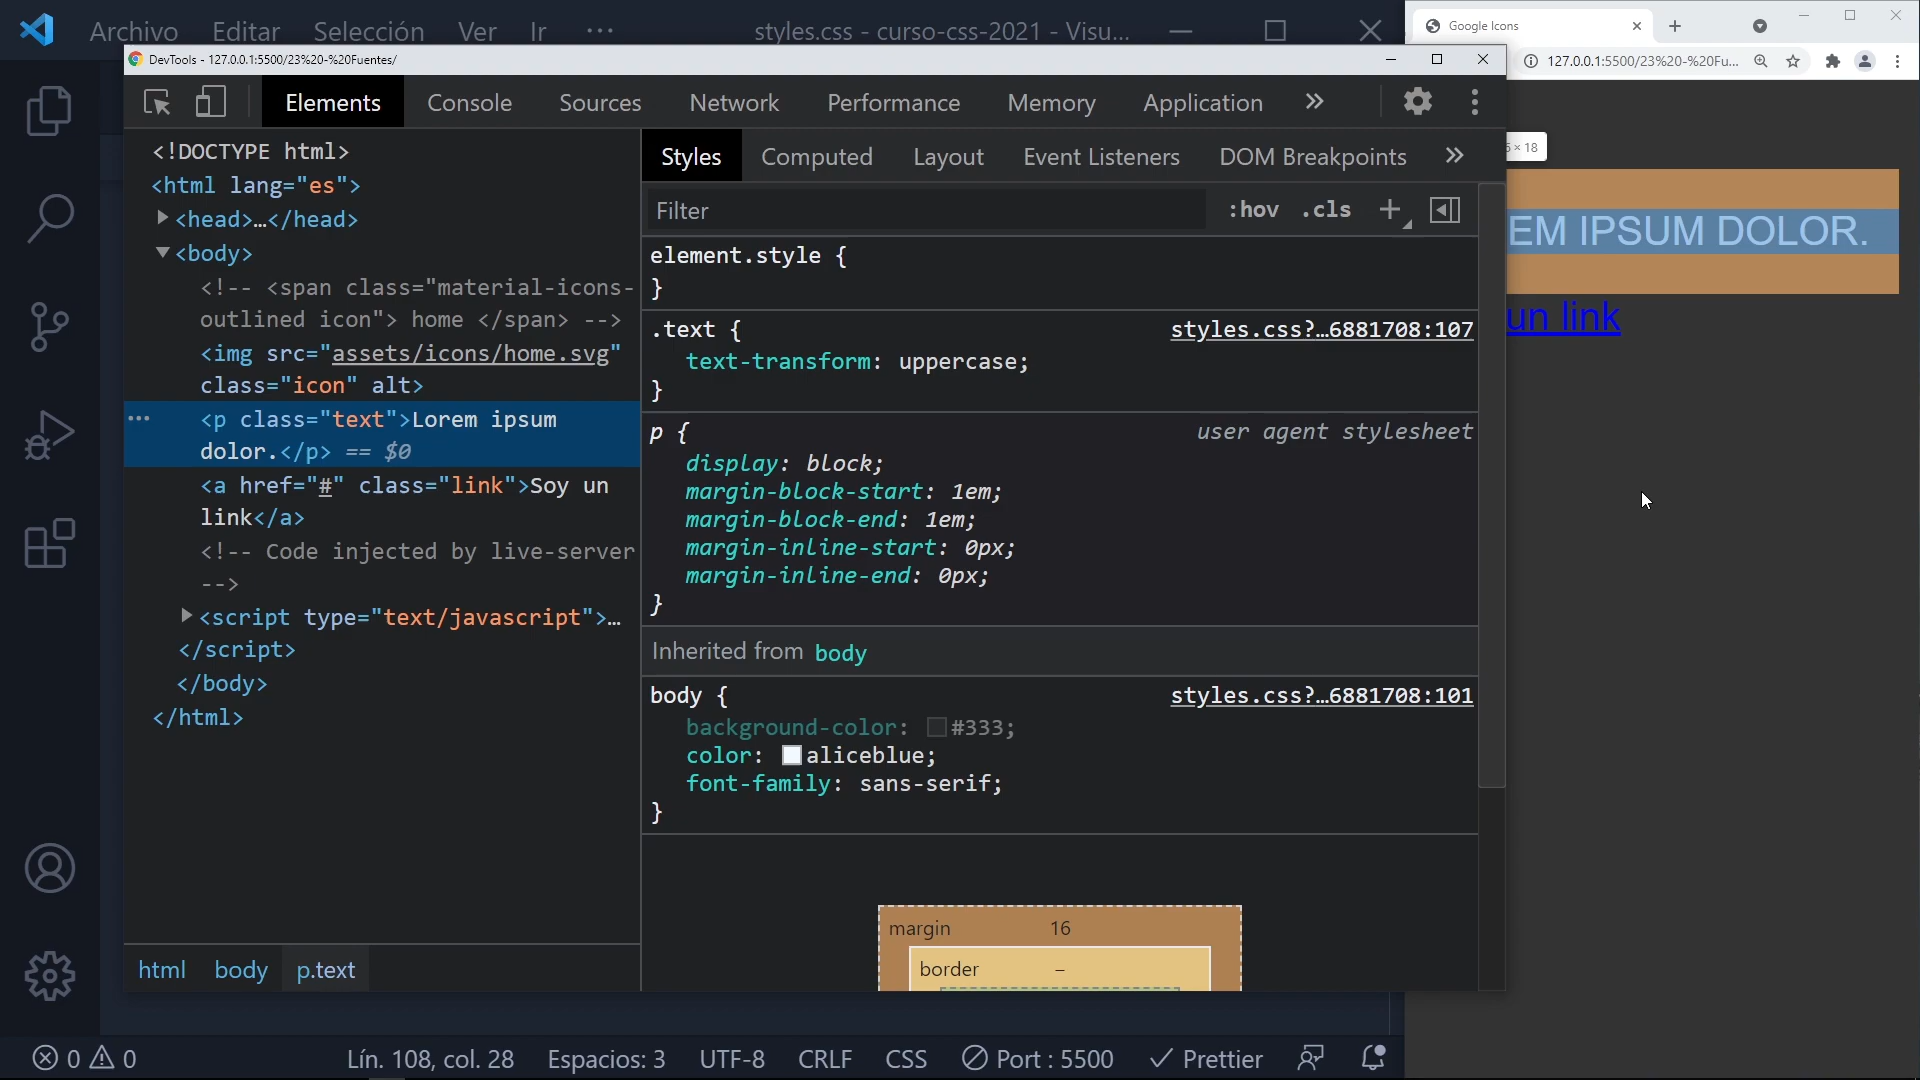 Archivo Editar Selección Ver Ir ··· styles.css - curso-css-2021 - Visu...
Google Icons
DevTools - 127.0.0.1:5500/23%20-%20Fuentes/
127.0.0.1:5500/23%20-%20Fu...
Elements Console Sources Network Performance Memory Application
Styles Computed Layout Event Listeners DOM Breakpoints
× 18
Filter :hov .cls
<!DOCTYPE html>
<html lang="es">
<head>…</head>
<body>
<!-- <span class="material-icons-
outlined icon"> home </span> -->
<img src="assets/icons/home.svg"
class="icon" alt>
<p class="text">Lorem ipsum
dolor.</p> == $0
<a href="#" class="link">Soy un
link</a>
<!-- Code injected by live-server
-->
<script type="text/javascript">…
</script>
</body>
</html>
html body p.text
element.style {
}
.text { styles.css?…6881708:107
text-transform: uppercase;
}
p { user agent stylesheet
display: block;
margin-block-start: 1em;
margin-block-end: 1em;
margin-inline-start: 0px;
margin-inline-end: 0px;
}
Inherited from body
body { styles.css?…6881708:101
background-color: #333;
color: aliceblue;
font-family: sans-serif;
}
margin 16
border –
EM IPSUM DOLOR.
un link
0 0 Lín. 108, col. 28 Espacios: 3 UTF-8 CRLF CSS Port : 5500 Prettier